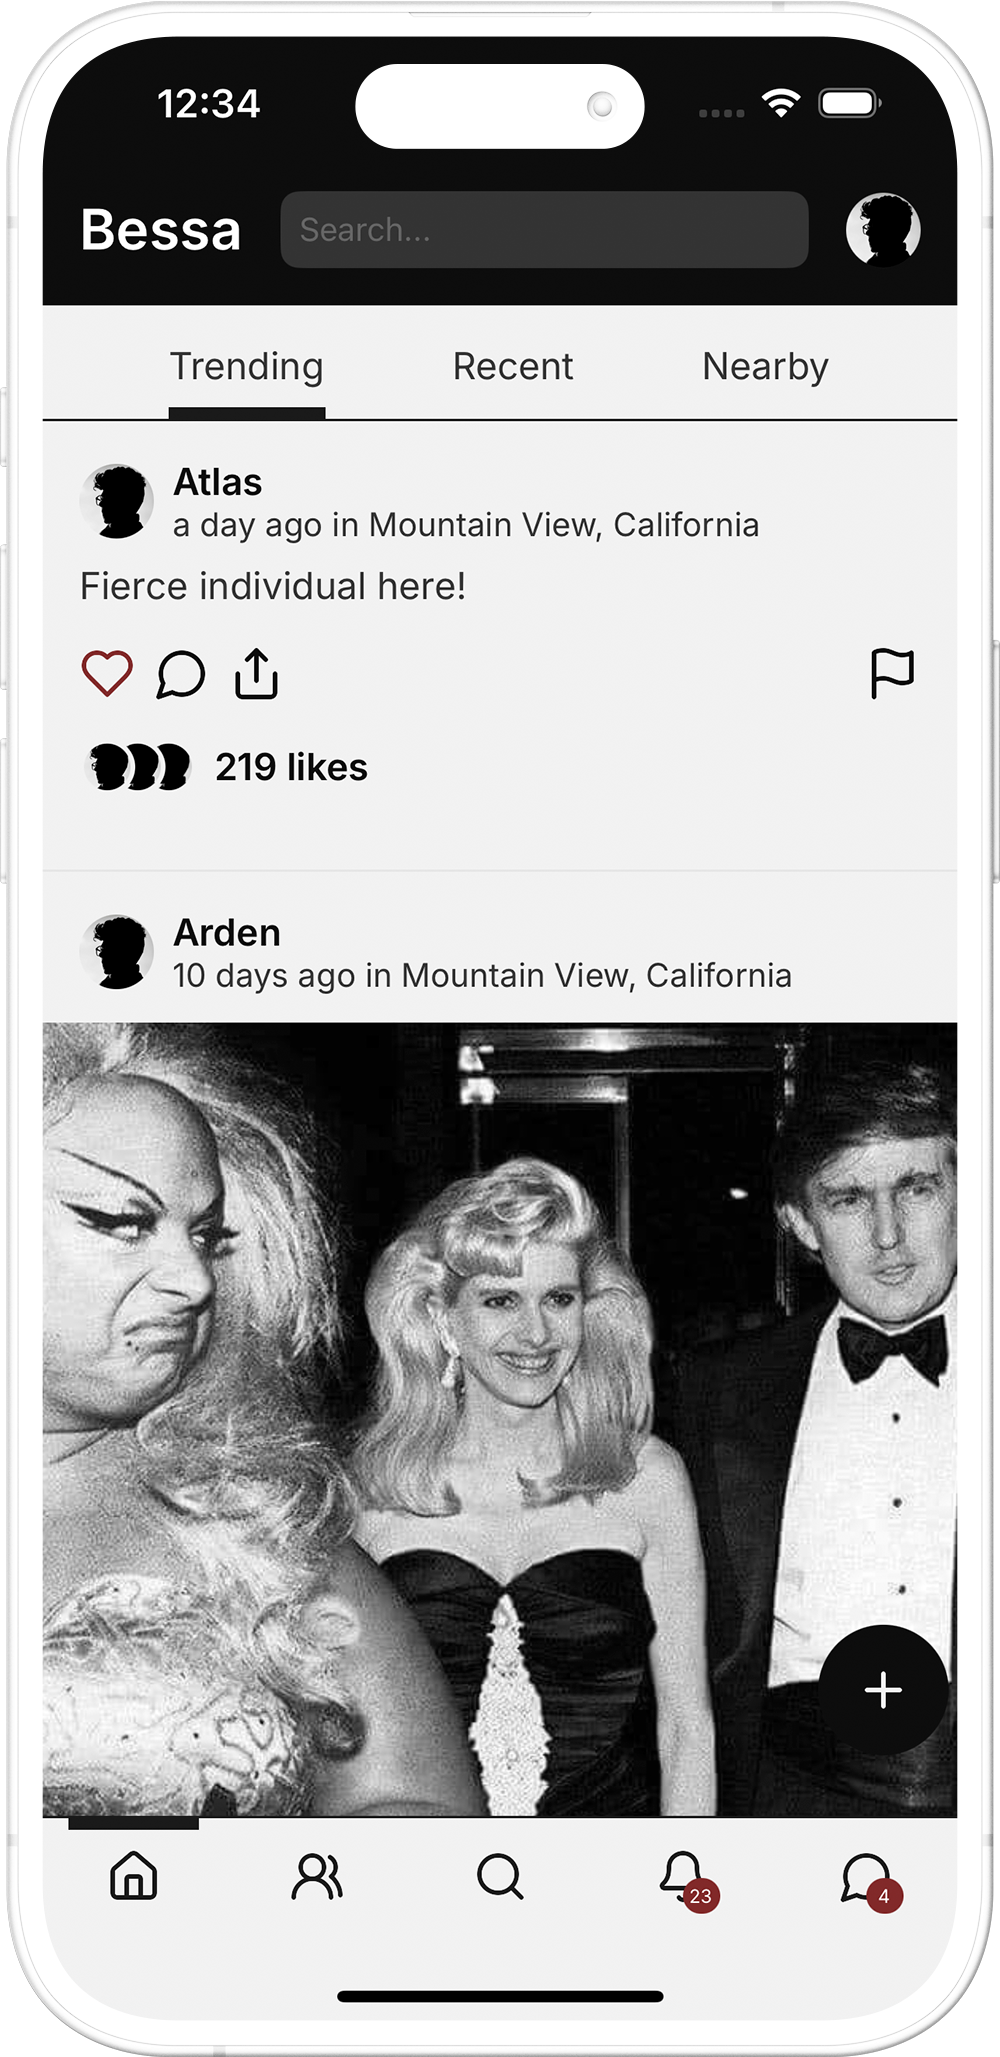 12:34
Bessa
Search...
Trending Recent Nearby
Atlas
a day ago in Mountain View, California
Fierce individual here!
219 likes
Arden
10 days ago in Mountain View, California
23
4